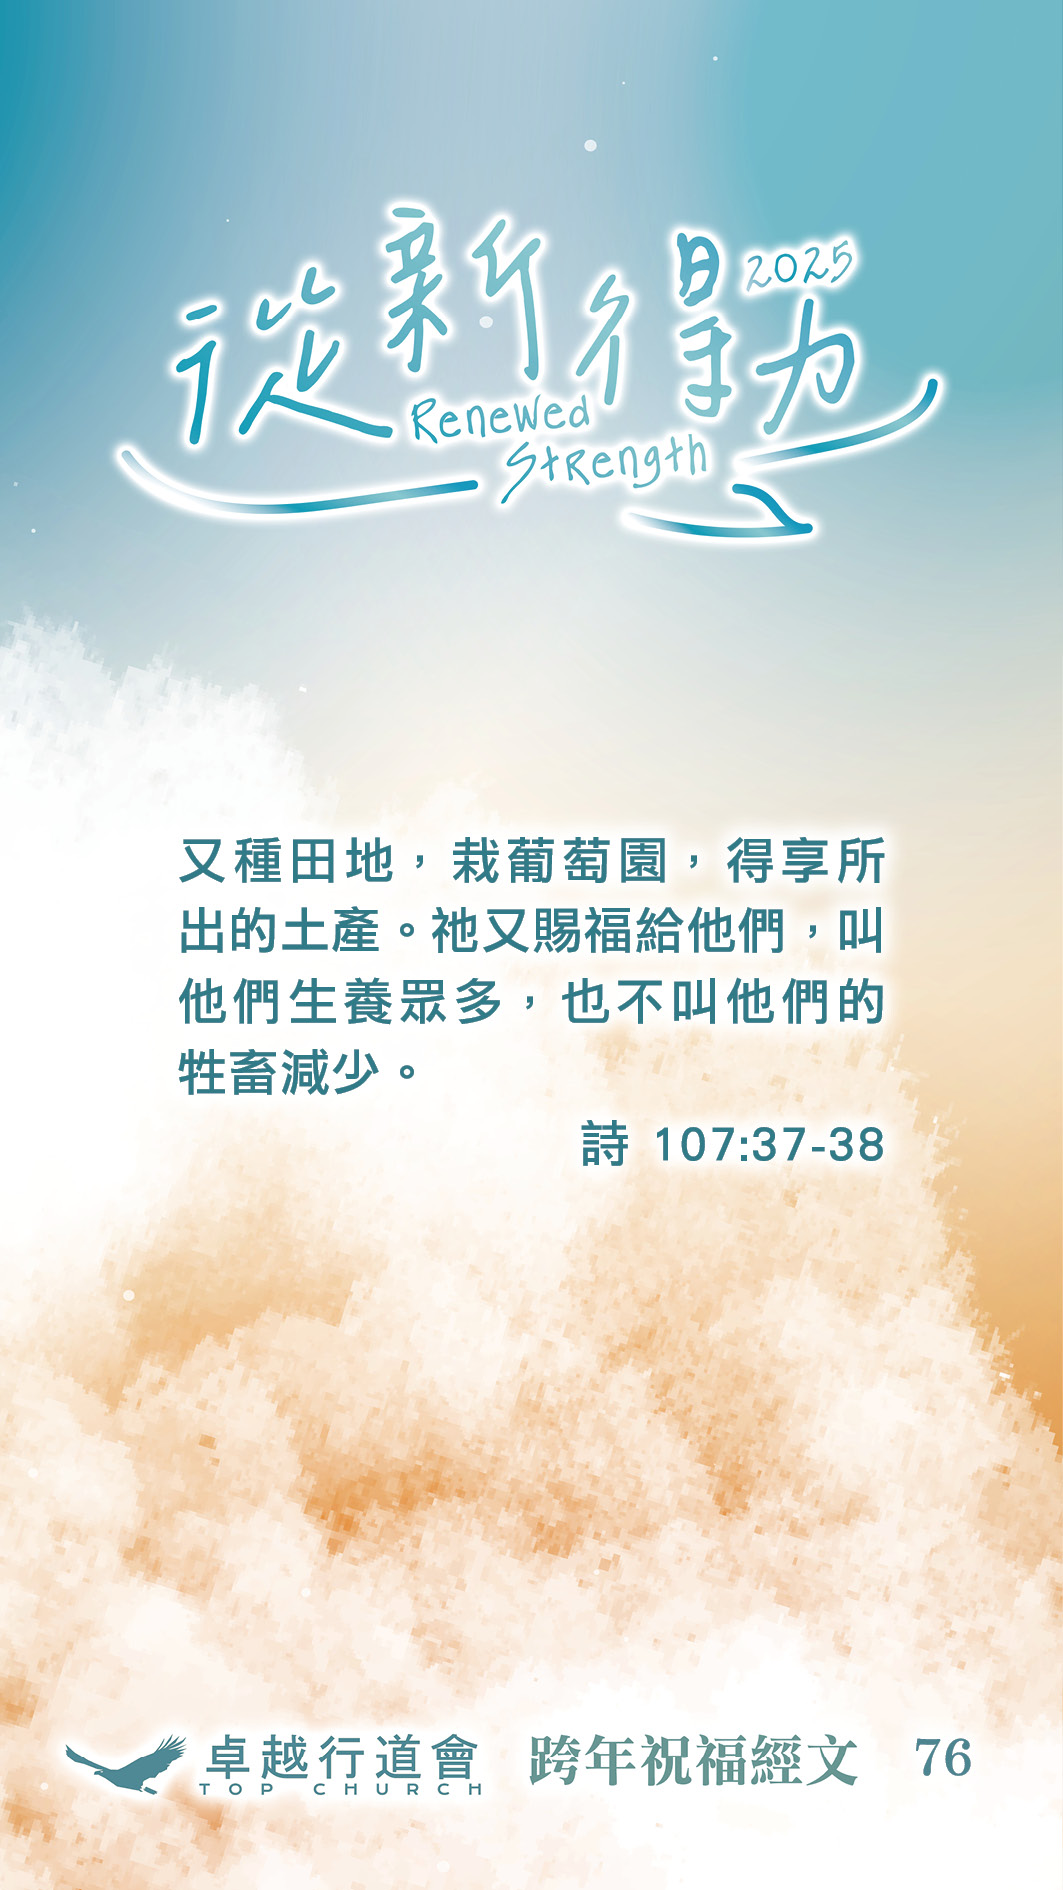 從新得力 2025
Renewed
Strength
又種田地，栽葡萄園，得享所
出的土產。祂又賜福給他們，叫
他們生養眾多，也不叫他們的
牲畜減少。
詩 107:37-38
卓越行道會 跨年祝福經文 76
TOP CHURCH